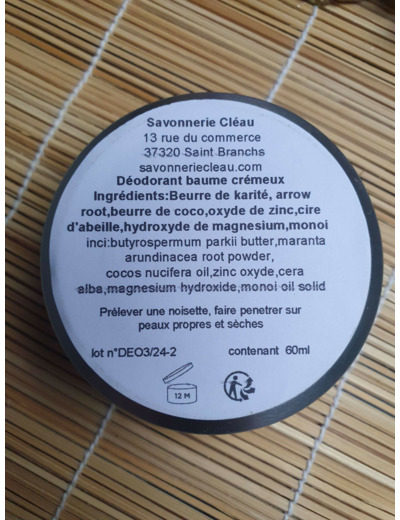 Savonnerie Cléau
13 rue du commerce
37320 Saint Branchs
savonneriecleau.com
Déodorant baume crémeux
Ingrédients:Beurre de karité, arrow
root,beurre de coco,oxyde de zinc,cire
d'abeille,hydroxyde de magnesium,monoi
inci:butyrospermum parkii butter,maranta
arundinacea root powder,
cocos nucifera oil,zinc oxyde,cera
alba,magnesium hydroxide,monoi oil solid
Prélever une noisette, faire penetrer sur
peaux propres et sèches
lot n°DEO3/24-2 contenant 60ml
12 M